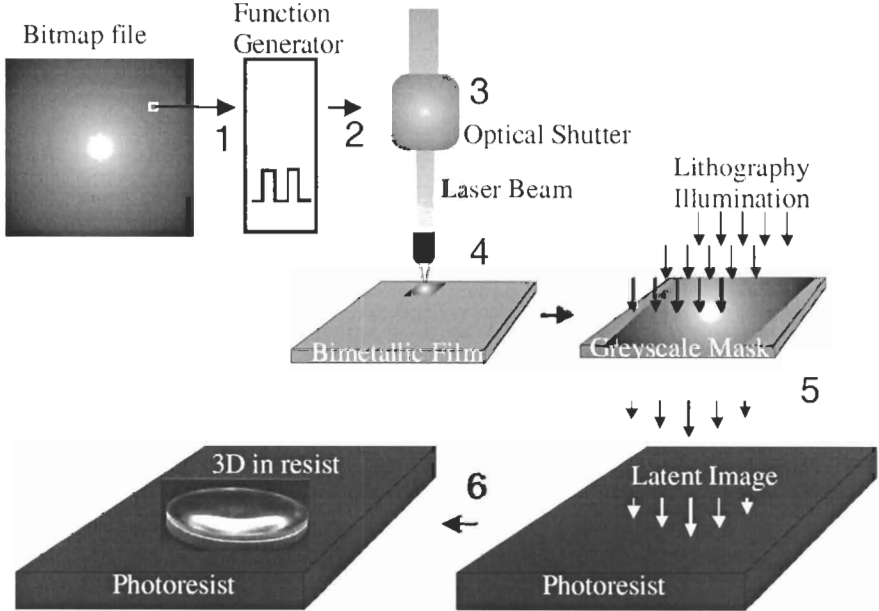 Bitmap file
Function
Generator
1
2
3
Optical Shutter
Laser Beam
4
Lithography
Illumination
Bimetallic Film
Greyscale Mask
5
3D in resist
6
Latent Image
Photoresist
Photoresist